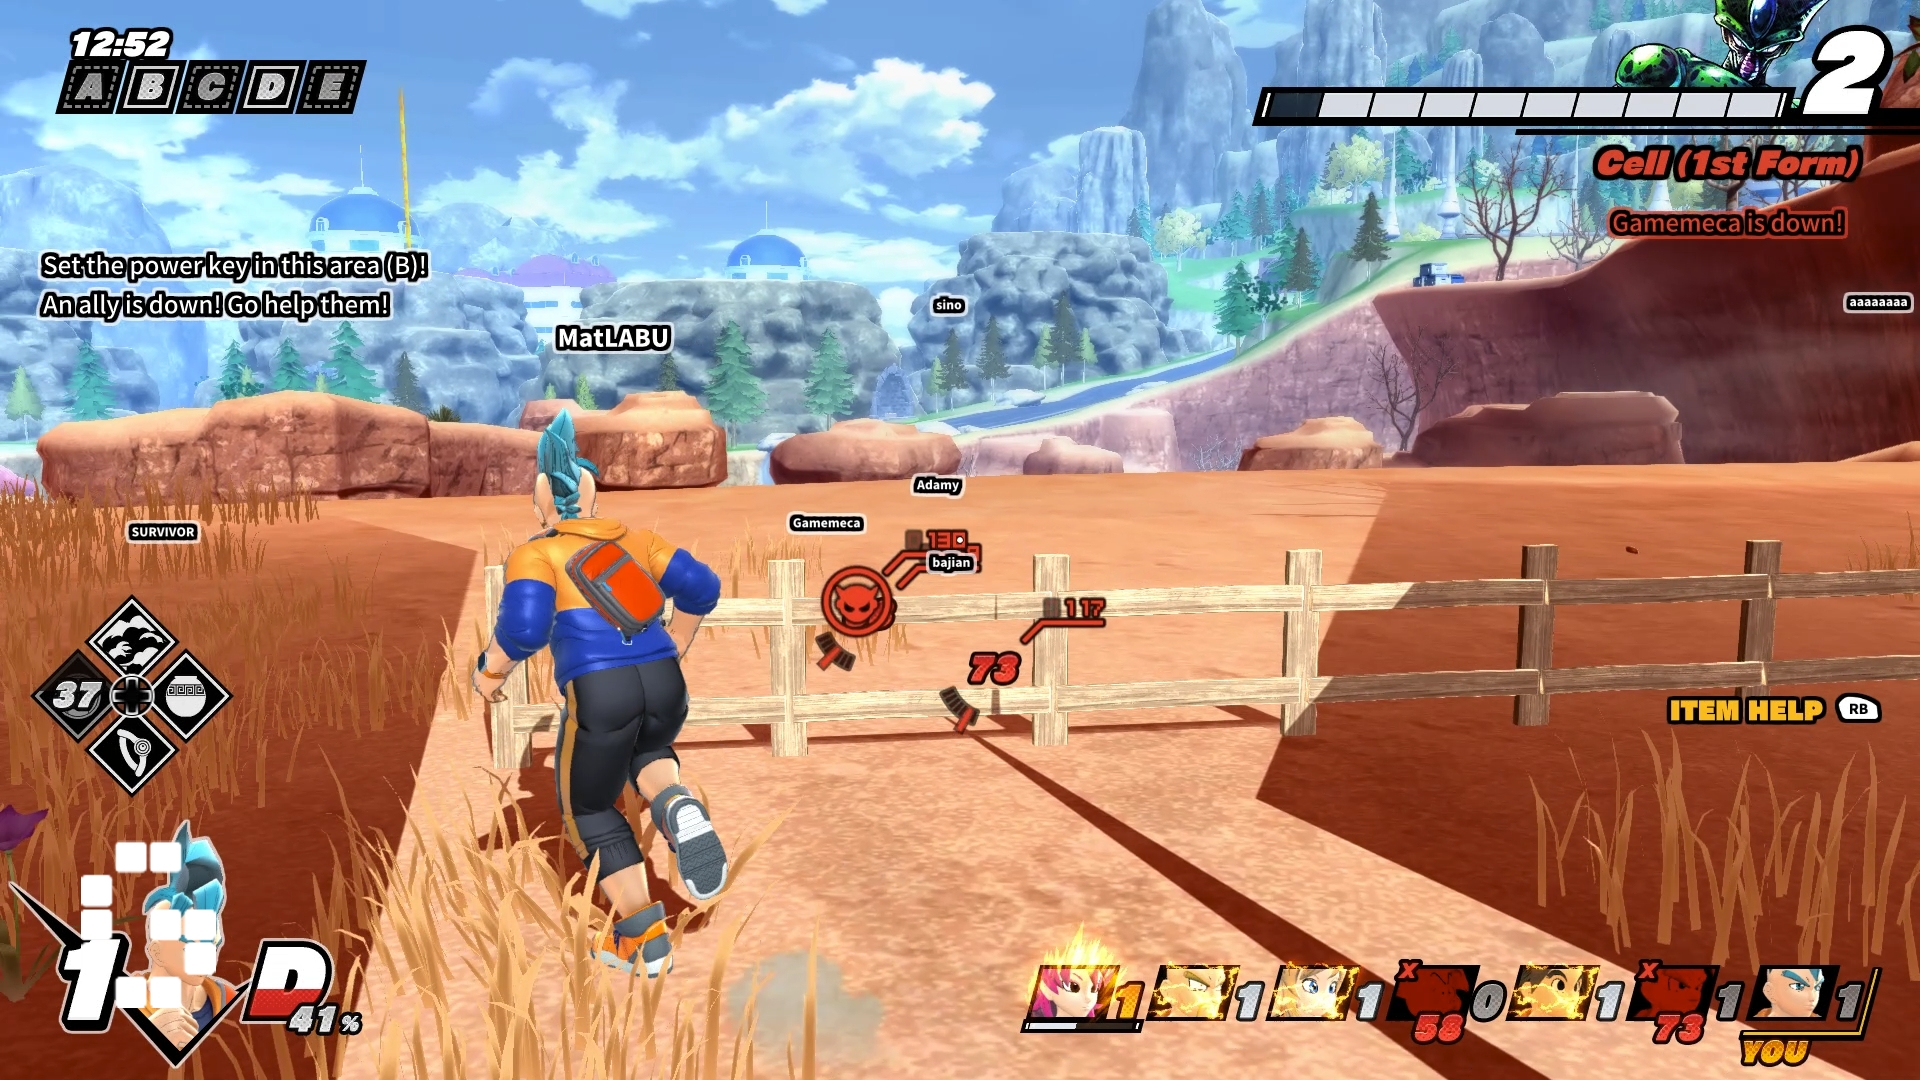 12:52
A B C D E
2
Cell (1st Form)
Gamemeca is down!
Set the power key in this area (B)!
An ally is down! Go help them!
sino
aaaaaaaa
MatLABU
Adamy
Gamemeca
SURVIVOR
130
bajian
117
73
37
ITEM HELP RB
1
D
41%
1 1 1 0 1 1 1
58 73
YOU